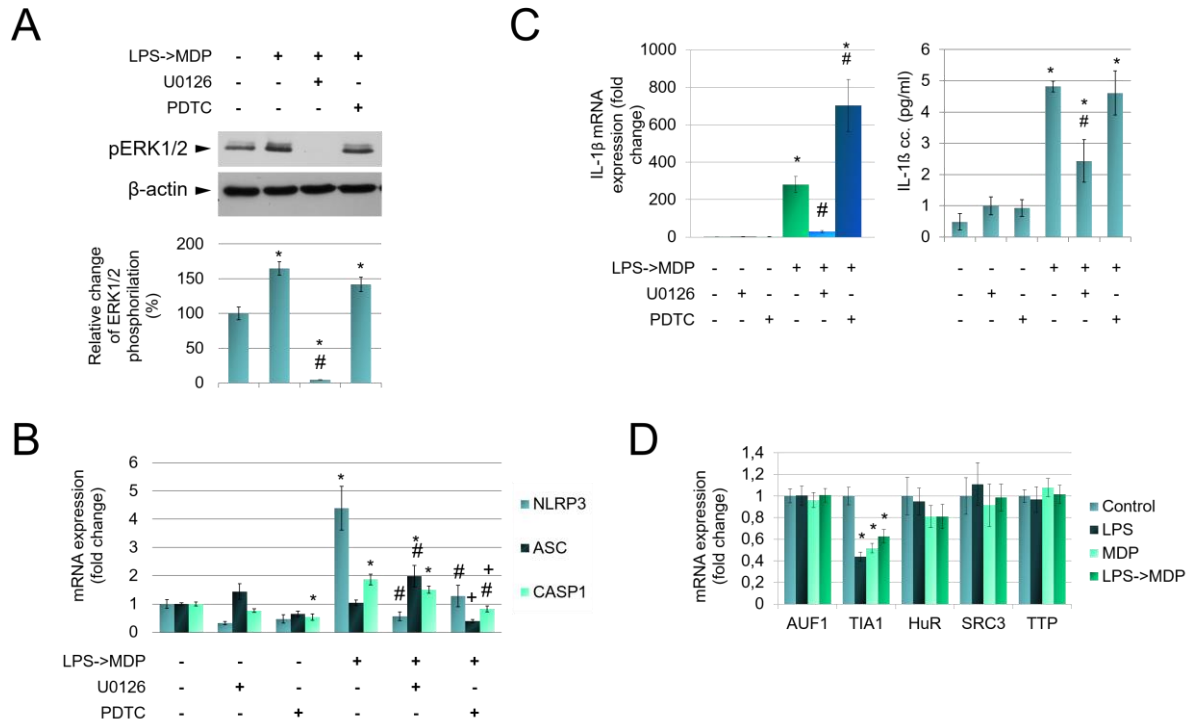 A
LPS->MDP - + + +
U0126 - - + -
PDTC - - - +
pERK1/2
β-actin
Relative change
of ERK1/2
phosphorilation
(%)
200
150
100
50
0
*
*
#
*
C
IL-1β mRNA
expression (fold
change)
1000
800
600
400
200
0
*
#
*
#
LPS->MDP - - - + + +
U0126 - + - - + -
PDTC - - + - - +
IL-1ß cc. (pg/ml)
6
5
4
3
2
1
0
*
*
#
*
- - - + + +
- + - - + -
- - + - - +
B
mRNA expression
(fold change)
6
5
4
3
2
1
0
*
*
*
#
*
#
*
#
+
+
#
NLRP3
ASC
CASP1
LPS->MDP - - - + + +
U0126 - + - - + -
PDTC - - + - - +
D
mRNA expression
(fold change)
1,4
1,2
1
0,8
0,6
0,4
0,2
0
* * *
AUF1 TIA1 HuR SRC3 TTP
Control
LPS
MDP
LPS->MDP